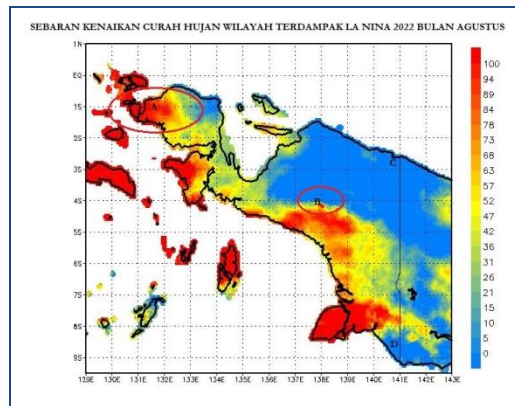 SEBARAN KENAIKAN CURAH HUJAN WILAYAH TERDAMPAK LA NINA 2022 BULAN AGUSTUS
1N
EQ
1S
2S
3S
4S
5S
6S
7S
8S
9S
A
B
C
D
129E 130E 131E 132E 133E 134E 135E 136E 137E 138E 139E 140E 141E 142E 143E
100
94
89
84
78
73
68
63
57
52
47
42
36
31
26
21
15
10
5
0